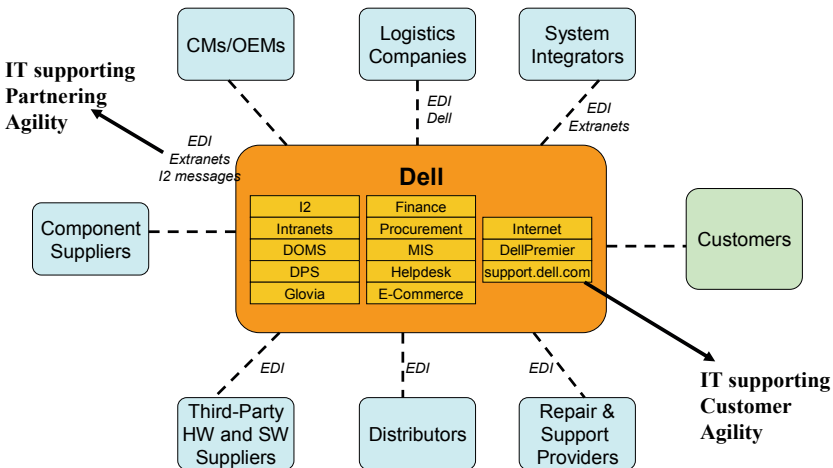 CMs/OEMs
Logistics
Companies
System
Integrators
IT supporting
Partnering
Agility
EDI
Dell
EDI
Extranets
EDI
Extranets
I2 messages
Dell
I2
Intranets
DOMS
DPS
Glovia
Finance
Procurement
MIS
Helpdesk
E-Commerce
Internet
DellPremier
support.dell.com
Component
Suppliers
Customers
EDI
EDI
EDI
IT supporting
Customer
Agility
Third-Party
HW and SW
Suppliers
Distributors
Repair &
Support
Providers